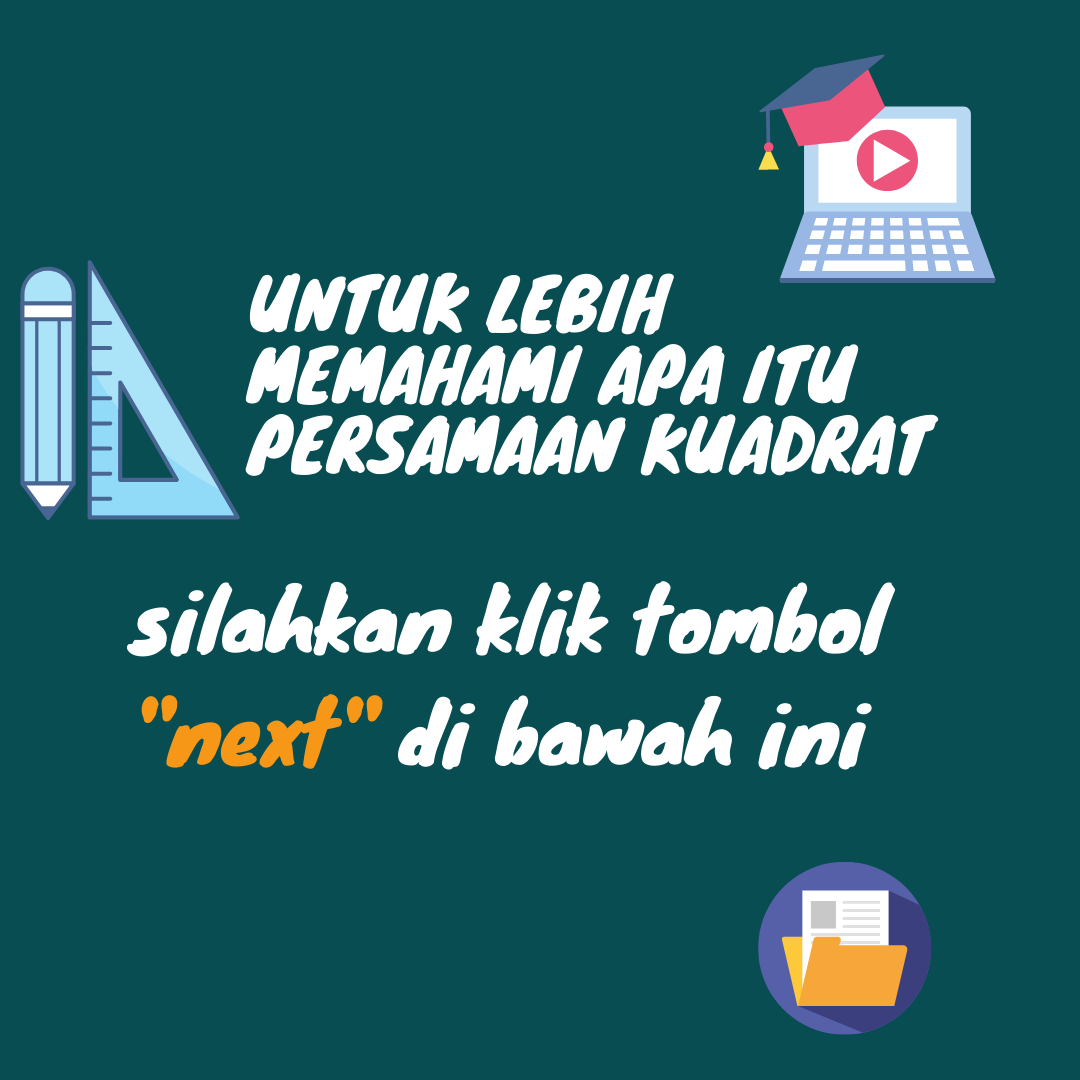 UNTUK LEBIH
MEMAHAMI APA ITU
PERSAMAAN KUADRAT
silahkan klik tombol
"next" di bawah ini